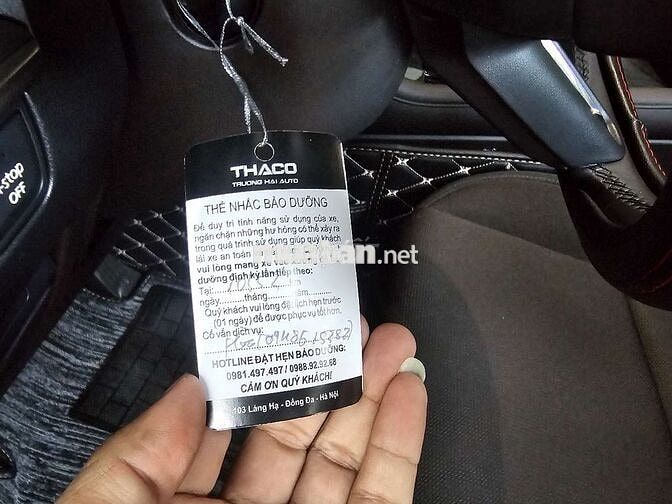 -stop
OFF
THACO
TRUONG HAI AUTO
THẺ NHẮC BẢO DƯỠNG
Để duy trì tính năng sử dụng của xe,
ngăn chặn những hư hỏng có thể xảy ra
trong quá trình sử dụng giúp quý khách
lái xe an toàn
vui lòng mang xe
dưỡng định kỳ lần tiếp theo:
Tại:
ngày.......tháng.......năm.......
Quý khách vui lòng đặt lịch hẹn trước
(01 ngày) để được phục vụ tốt hơn.
Cố vấn dịch vụ:
HOTLINE ĐẶT HẸN BẢO DƯỠNG:
0981.497.497 / 0988.92.92.68
CẢM ƠN QUÝ KHÁCH!
103 Láng Hạ - Đống Đa - Hà Nội
.net